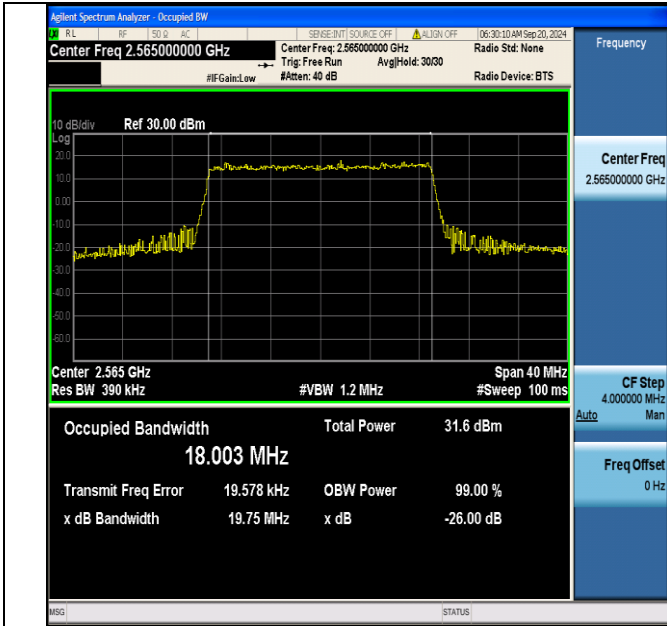 Agilent Spectrum Analyzer - Occupied BW
RL RF 50 Ω AC SENSE:INT SOURCE OFF ALIGN OFF 06:30:10 AM Sep 20, 2024
Center Freq 2.565000000 GHz
Center Freq: 2.565000000 GHz
Radio Std: None
Trig: Free Run Avg|Hold: 30/30
#IFGain:Low #Atten: 40 dB Radio Device: BTS
10 dB/div Ref 30.00 dBm
Log
20.0
10.0
0.00
-10.0
-20.0
-30.0
-40.0
-50.0
-60.0
Center 2.565 GHz Span 40 MHz
Res BW 390 kHz #VBW 1.2 MHz #Sweep 100 ms
Occupied Bandwidth Total Power 31.6 dBm
18.003 MHz
Transmit Freq Error 19.578 kHz OBW Power 99.00 %
x dB Bandwidth 19.75 MHz x dB -26.00 dB
MSG STATUS
Frequency
Center Freq
2.565000000 GHz
CF Step
4.000000 MHz
Auto Man
Freq Offset
0 Hz